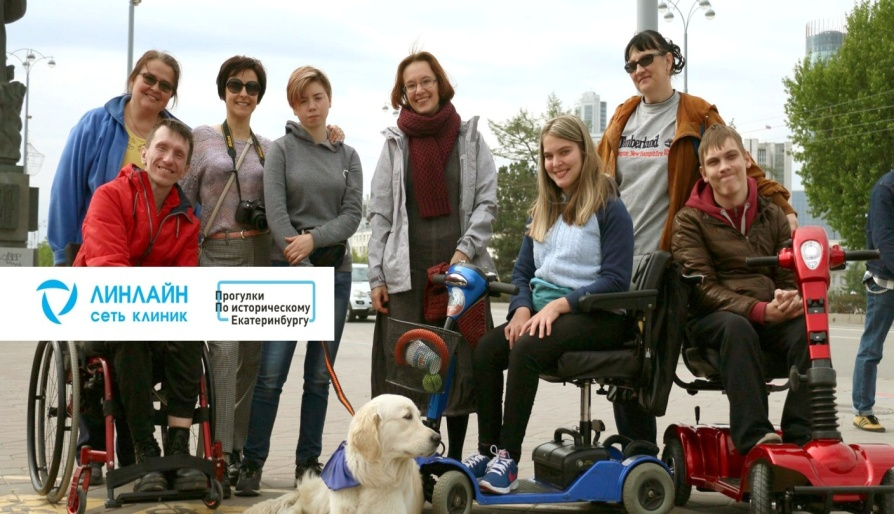 ЛИНЛАЙН
сеть клиник
Прогулки
По историческому
Екатеринбургу
Timberland